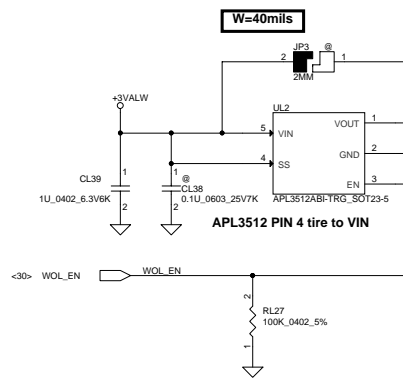 W=40mils
JP3
@
2
1
2MM
+3VALW
UL2
5
VIN
VOUT
1
4
SS
GND
2
EN
3
APL3512ABI-TRG_SOT23-5
1
CL39
1U_0402_6.3V6K
2
1
@
CL38
0.1U_0603_25V7K
2
APL3512 PIN 4 tire to VIN
<30> WOL_EN
WOL_EN
2
RL27
100K_0402_5%
1